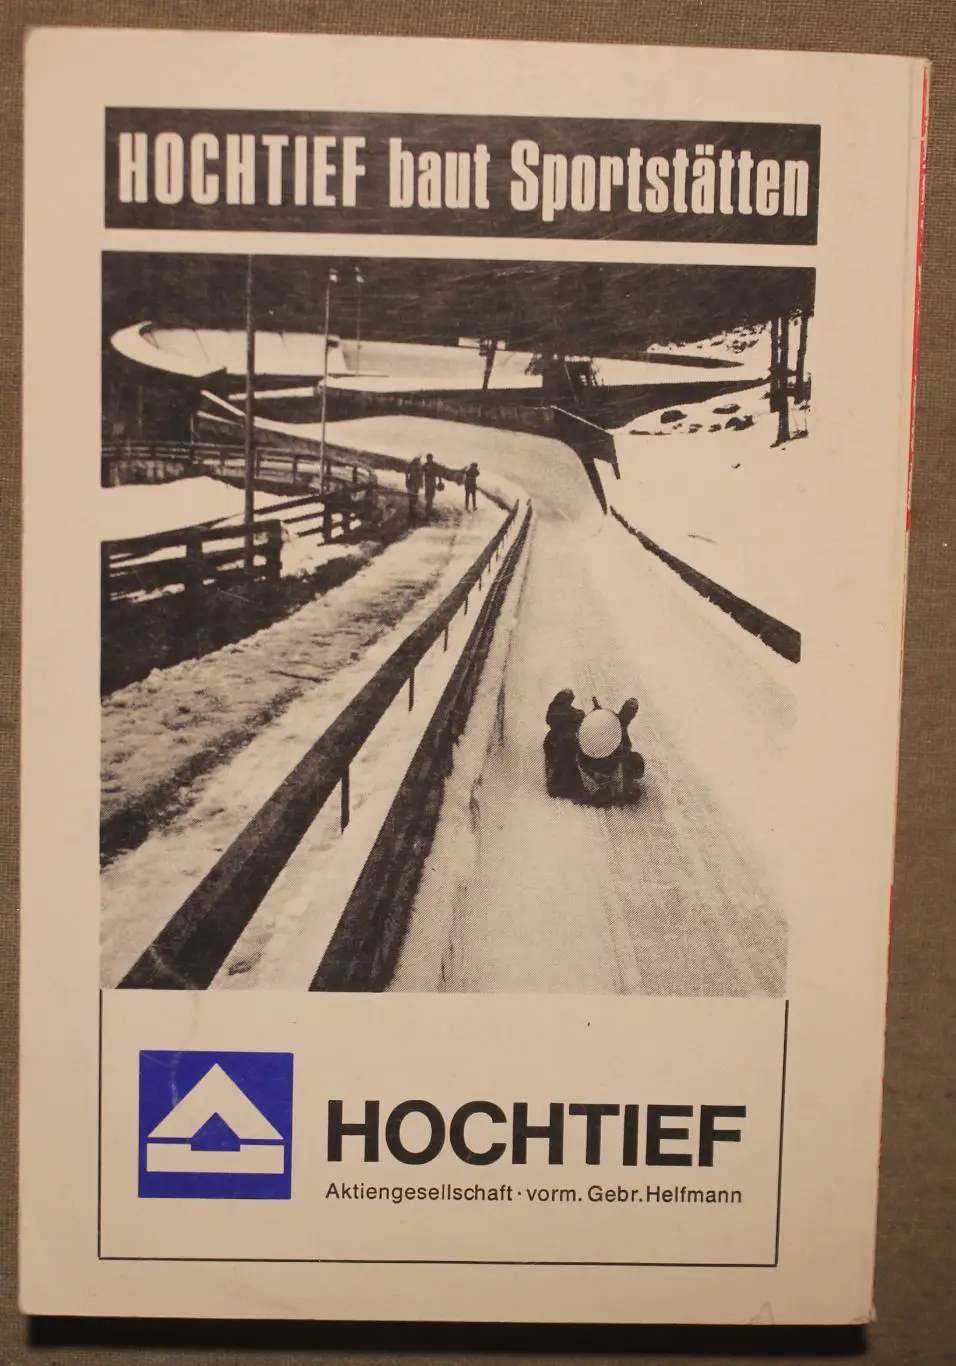 HOCHTIEF baut Sportstätten
HOCHTIEF
Aktiengesellschaft · vorm. Gebr. Helfmann